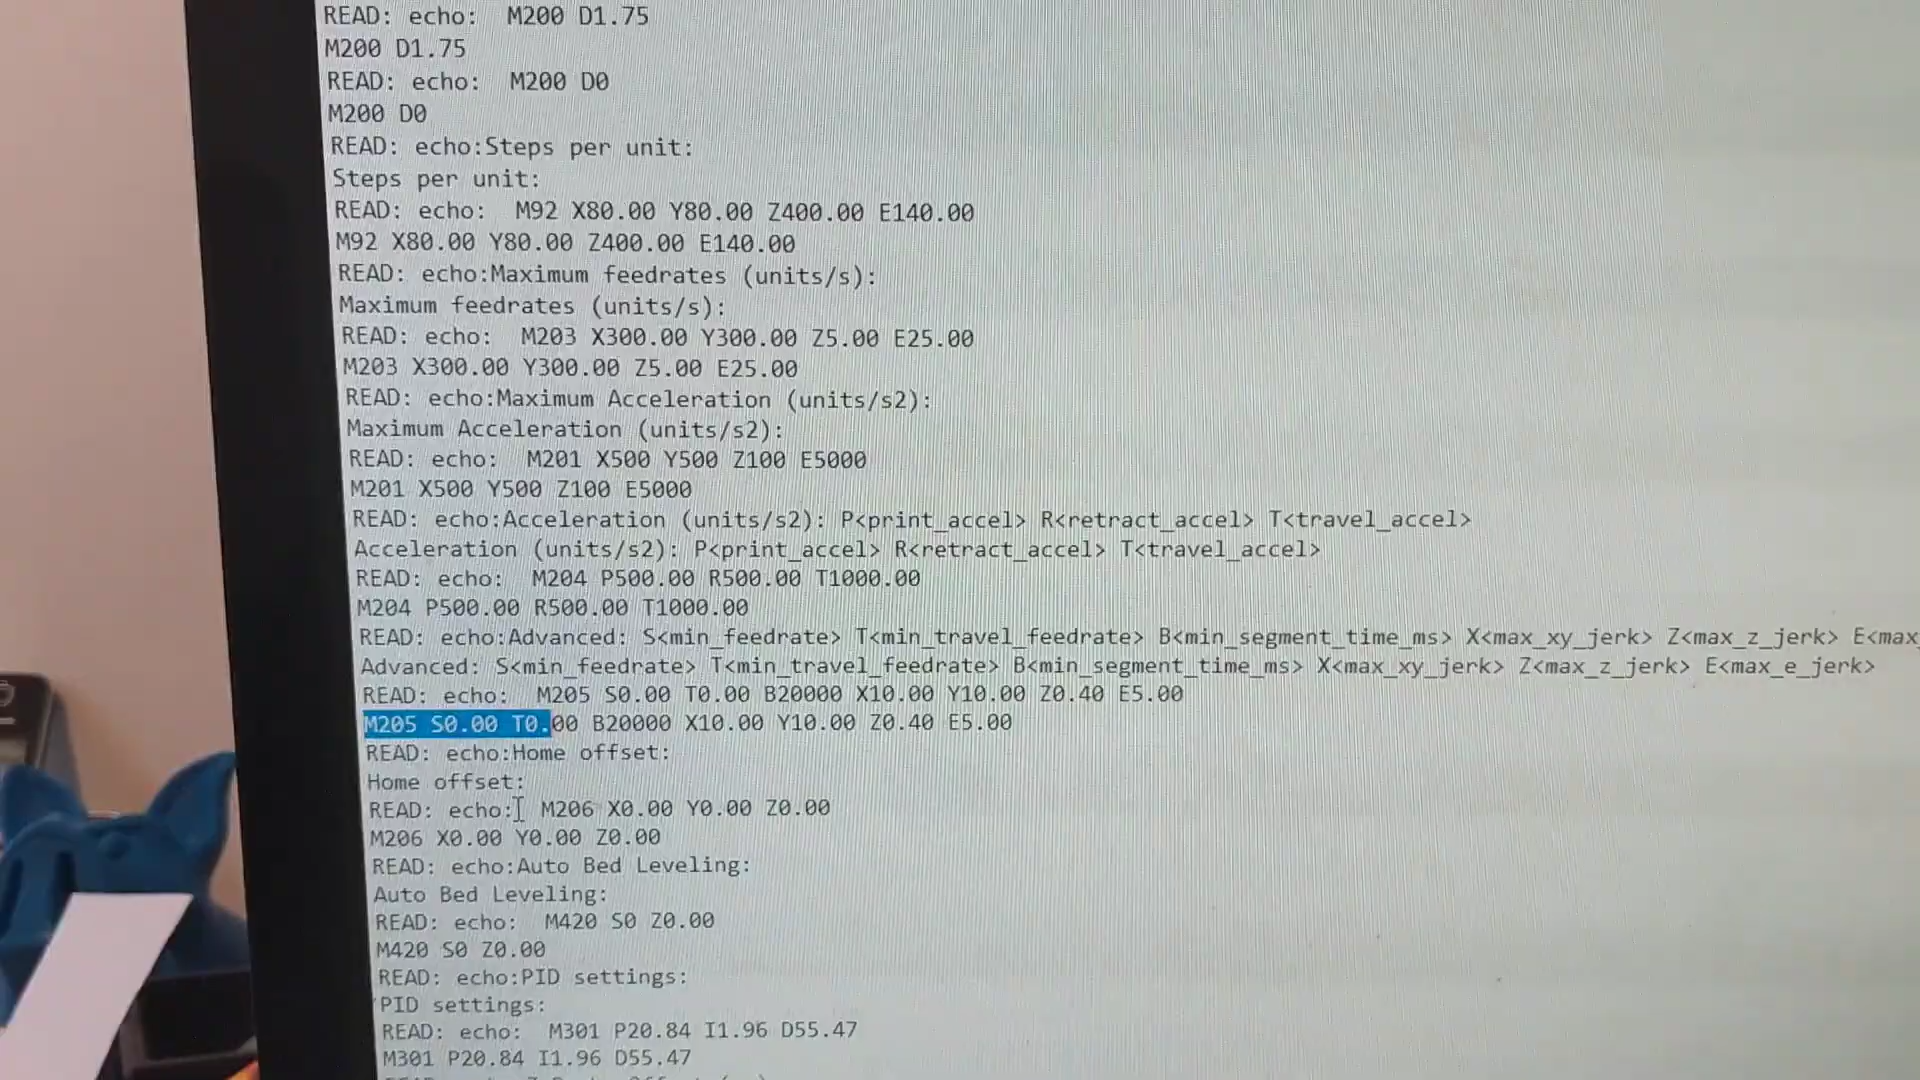 READ: echo:  M200 D1.75
M200 D1.75
READ: echo:  M200 D0
M200 D0
READ: echo:Steps per unit:
Steps per unit:
READ: echo:  M92 X80.00 Y80.00 Z400.00 E140.00
M92 X80.00 Y80.00 Z400.00 E140.00
READ: echo:Maximum feedrates (units/s):
Maximum feedrates (units/s):
READ: echo:  M203 X300.00 Y300.00 Z5.00 E25.00
M203 X300.00 Y300.00 Z5.00 E25.00
READ: echo:Maximum Acceleration (units/s2):
Maximum Acceleration (units/s2):
READ: echo:  M201 X500 Y500 Z100 E5000
M201 X500 Y500 Z100 E5000
READ: echo:Acceleration (units/s2): P<print_accel> R<retract_accel> T<travel_accel>
Acceleration (units/s2): P<print_accel> R<retract_accel> T<travel_accel>
READ: echo:  M204 P500.00 R500.00 T1000.00
M204 P500.00 R500.00 T1000.00
READ: echo:Advanced: S<min_feedrate> T<min_travel_feedrate> B<min_segment_time_ms> X<max_xy_jerk> Z<max_z_jerk> E<max_
Advanced: S<min_feedrate> T<min_travel_feedrate> B<min_segment_time_ms> X<max_xy_jerk> Z<max_z_jerk> E<max_e_jerk>
READ: echo:  M205 S0.00 T0.00 B20000 X10.00 Y10.00 Z0.40 E5.00
M205 S0.00 T0.00 B20000 X10.00 Y10.00 Z0.40 E5.00
READ: echo:Home offset:
Home offset:
READ: echo:  M206 X0.00 Y0.00 Z0.00
M206 X0.00 Y0.00 Z0.00
READ: echo:Auto Bed Leveling:
Auto Bed Leveling:
READ: echo:  M420 S0 Z0.00
M420 S0 Z0.00
READ: echo:PID settings:
PID settings:
READ: echo:  M301 P20.84 I1.96 D55.47
M301 P20.84 I1.96 D55.47